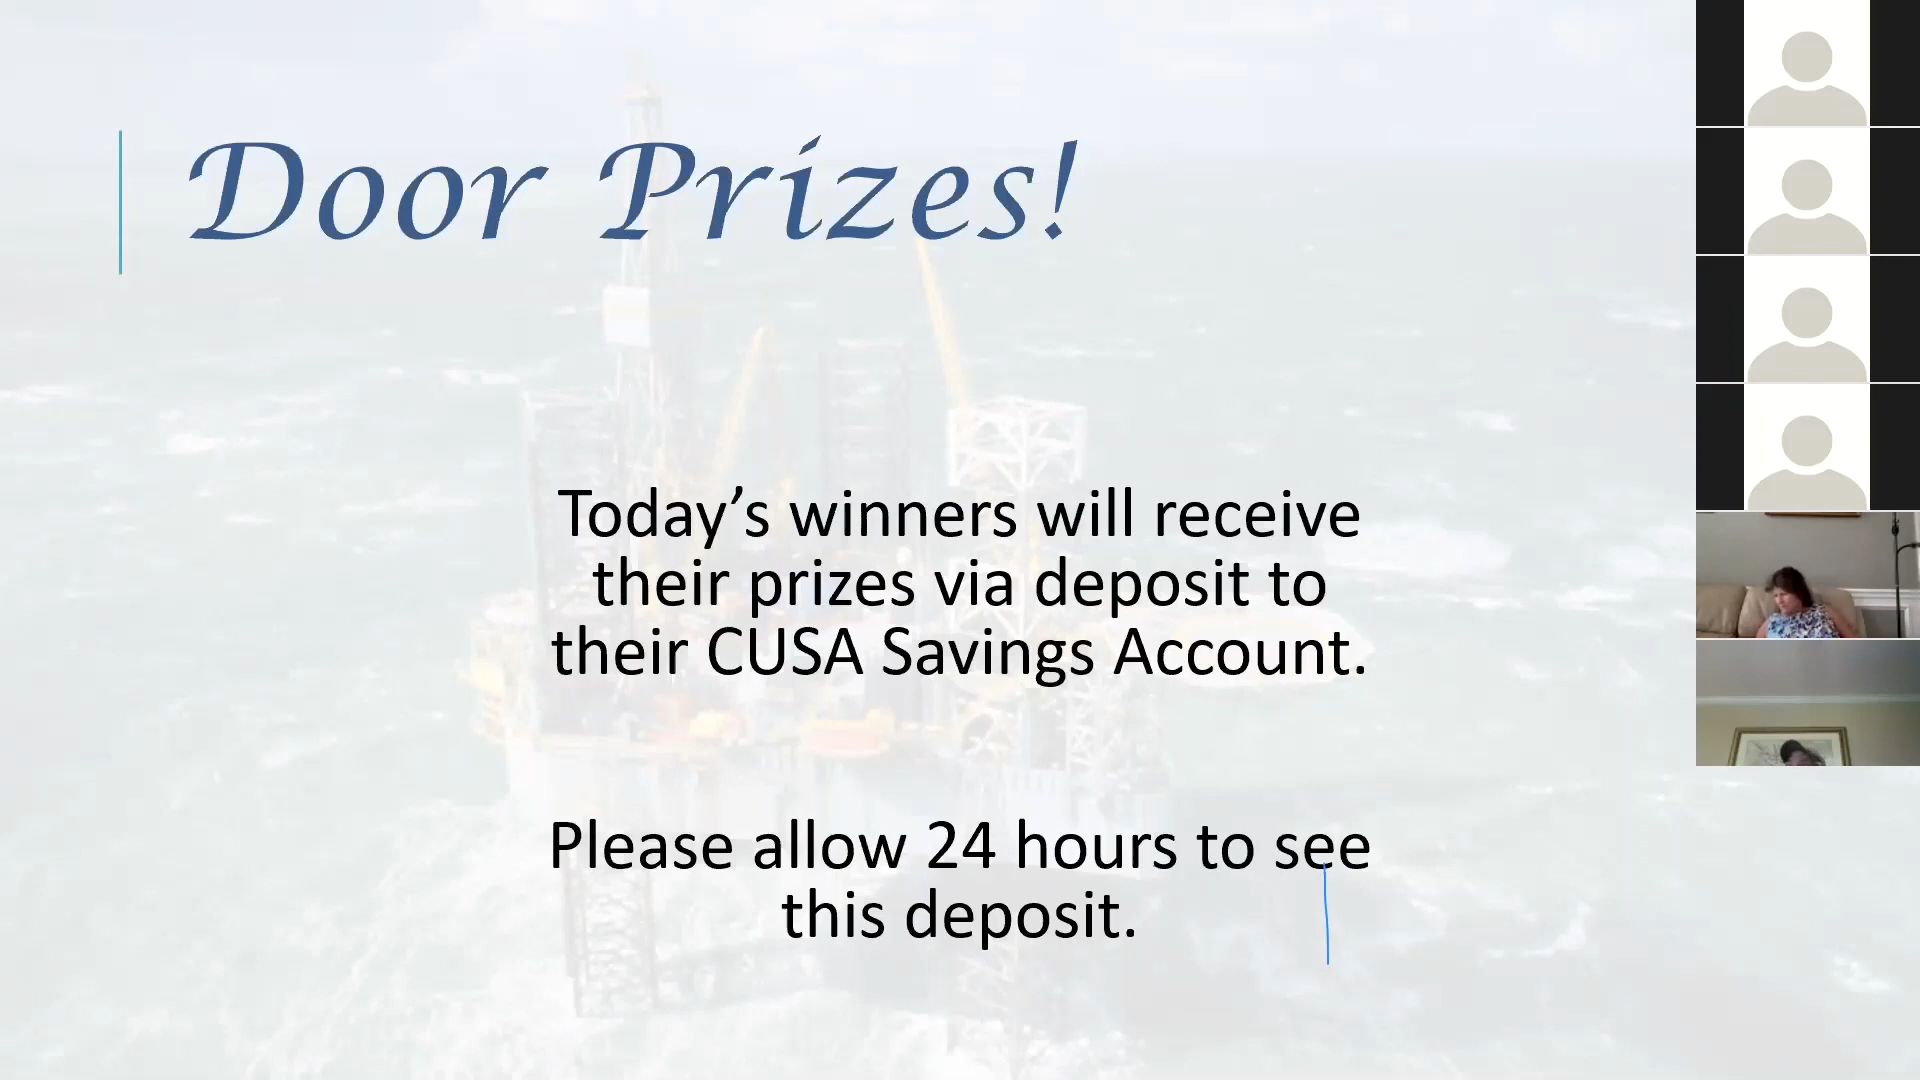 Door Prizes!
Today’s winners will receive
their prizes via deposit to
their CUSA Savings Account.
Please allow 24 hours to see
this deposit.